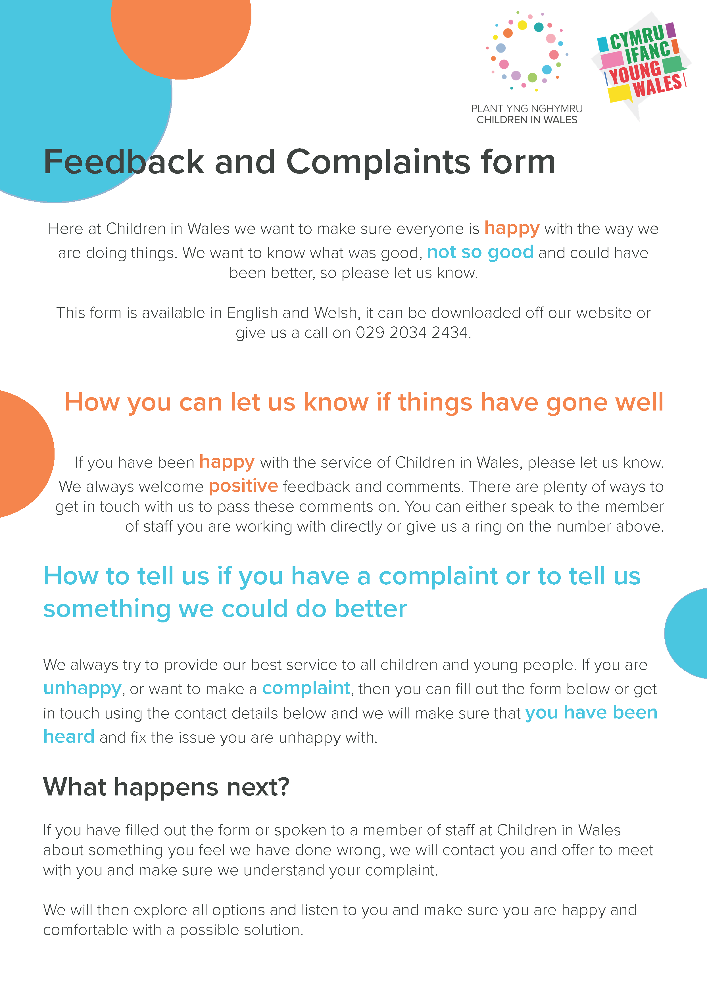 PLANT YNG NGHYMRU
CHILDREN IN WALES
CYMRU
IFANC
YOUNG
WALES
Feedback and Complaints form
Here at Children in Wales we want to make sure everyone is happy with the way we
are doing things. We want to know what was good, not so good and could have
been better, so please let us know.
This form is available in English and Welsh, it can be downloaded off our website or
give us a call on 029 2034 2434.
How you can let us know if things have gone well
If you have been happy with the service of Children in Wales, please let us know.
We always welcome positive feedback and comments. There are plenty of ways to
get in touch with us to pass these comments on. You can either speak to the member
of staff you are working with directly or give us a ring on the number above.
How to tell us if you have a complaint or to tell us
something we could do better
We always try to provide our best service to all children and young people. If you are
unhappy, or want to make a complaint, then you can fill out the form below or get
in touch using the contact details below and we will make sure that you have been
heard and fix the issue you are unhappy with.
What happens next?
If you have filled out the form or spoken to a member of staff at Children in Wales
about something you feel we have done wrong, we will contact you and offer to meet
with you and make sure we understand your complaint.
We will then explore all options and listen to you and make sure you are happy and
comfortable with a possible solution.